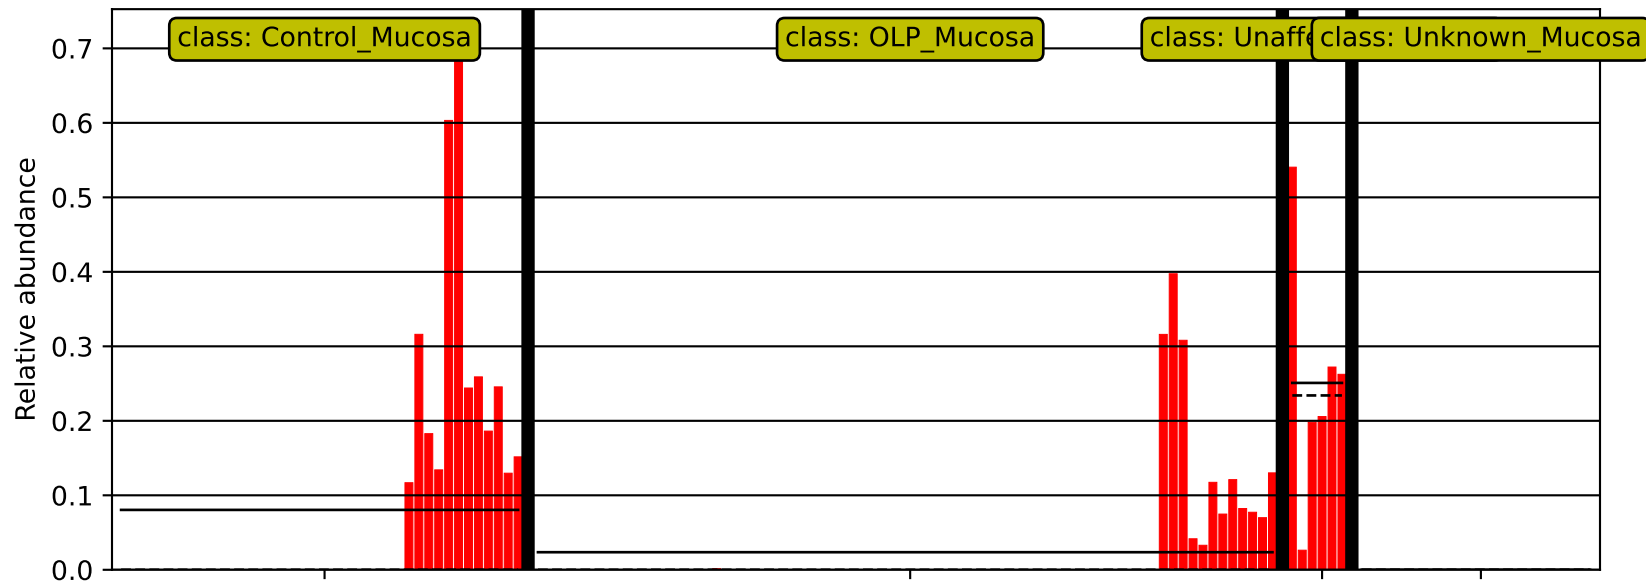 class: Control_Mucosa
class: OLP_Mucosa
class: Unaffe
class: Unknown_Mucosa
Relative abundance
0.7
0.6
0.5
0.4
0.3
0.2
0.1
0.0